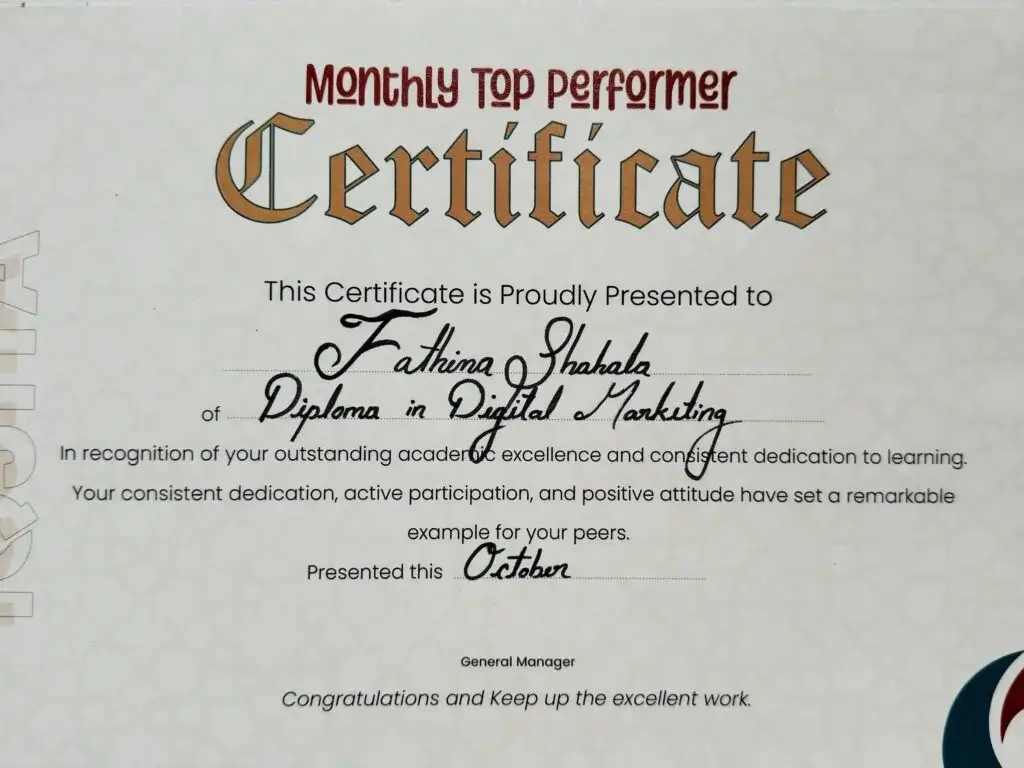 Monthly Top Performer
Certificate
This Certificate is Proudly Presented to
Fathina Shahala
of Diploma in Digital Marketing
In recognition of your outstanding academic excellence and consistent dedication to learning.
Your consistent dedication, active participation, and positive attitude have set a remarkable
example for your peers.
Presented this October
General Manager
Congratulations and Keep up the excellent work.